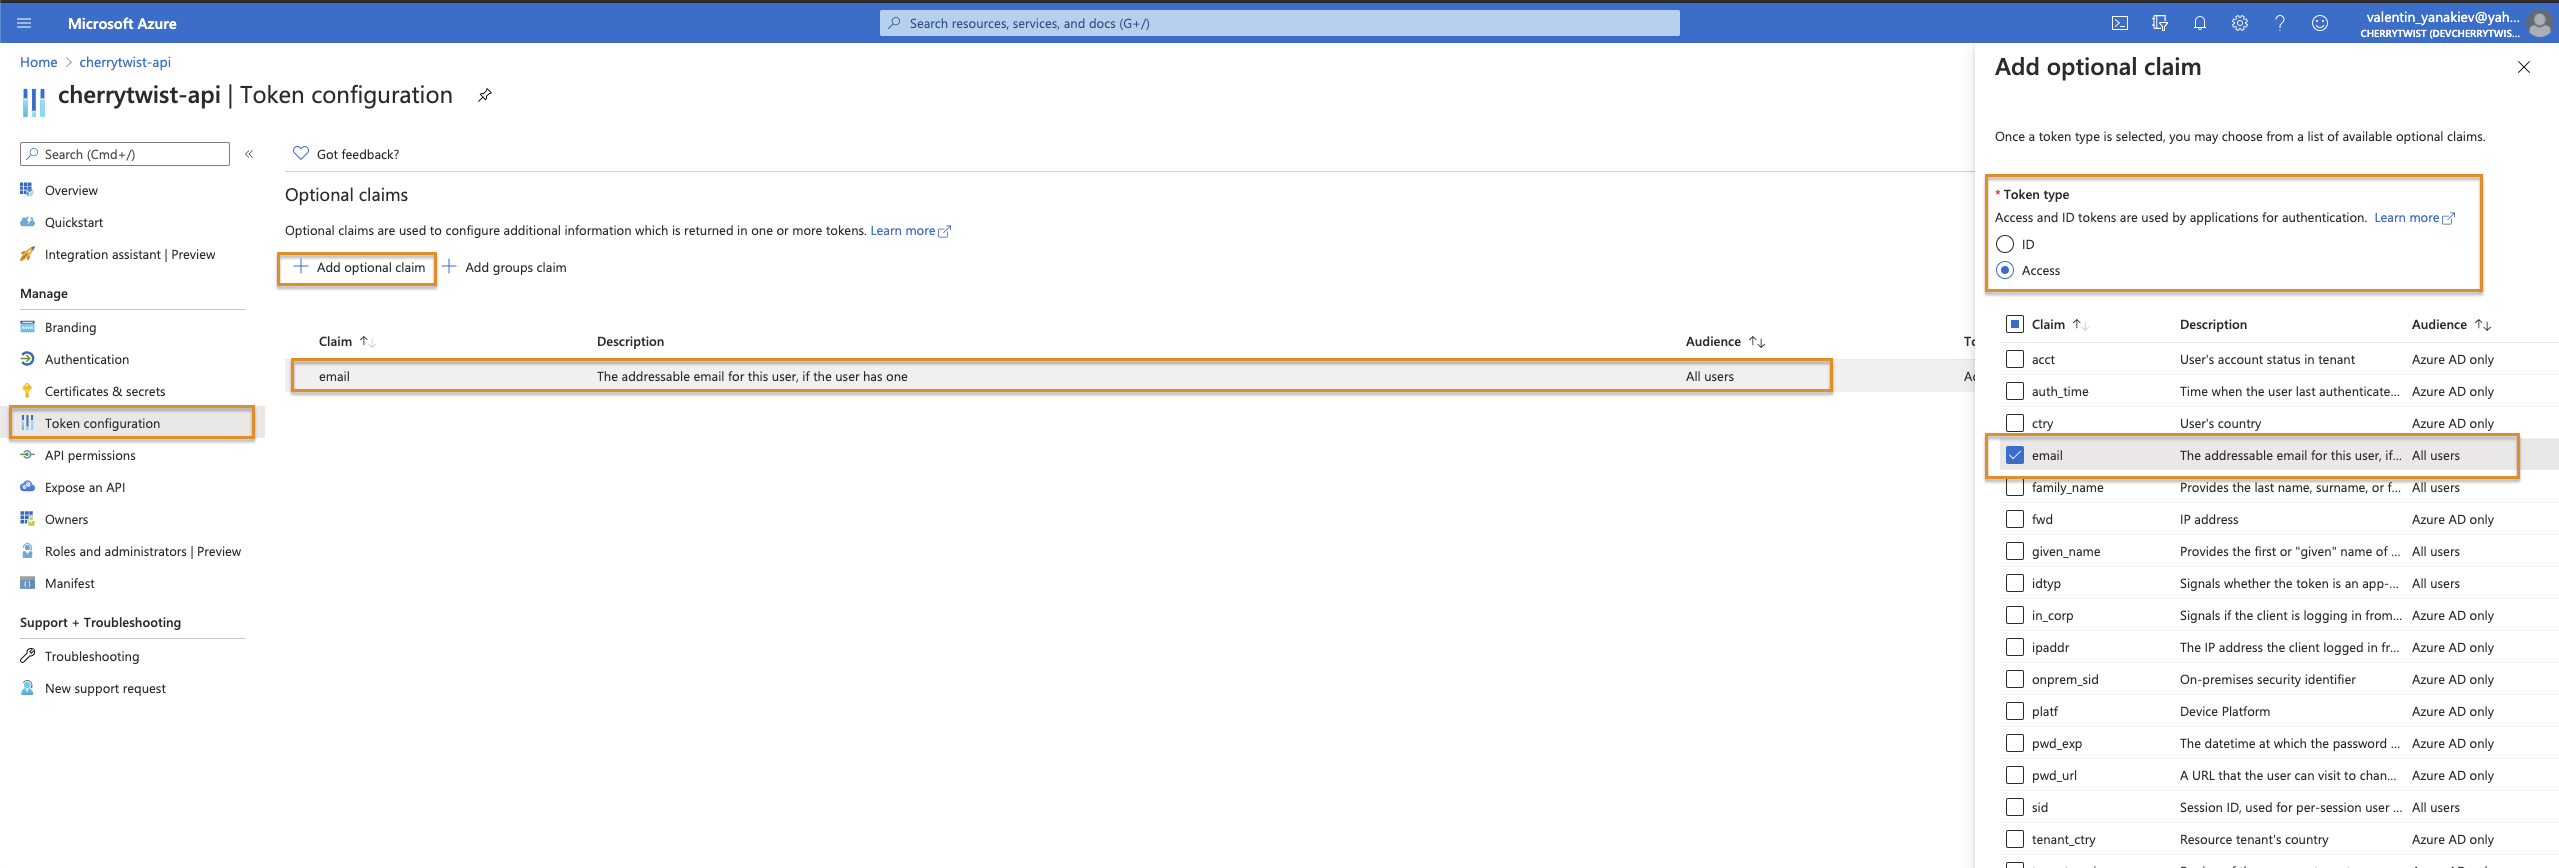 Microsoft Azure
Search resources, services, and docs (G+/)
valentin_yanakiev@yah...
CHERRYTWIST (DEVCHERRYTWIS...
Home > cherrytwist-api
cherrytwist-api | Token configuration
Search (Cmd+/)
«
Overview
Quickstart
Integration assistant | Preview
Manage
Branding
Authentication
Certificates & secrets
Token configuration
API permissions
Expose an API
Owners
Roles and administrators | Preview
Manifest
Support + Troubleshooting
Troubleshooting
New support request
Got feedback?
Optional claims
Optional claims are used to configure additional information which is returned in one or more tokens. Learn more
+ Add optional claim + Add groups claim
Claim ↑↓ Description Audience ↑↓
email The addressable email for this user, if the user has one All users
Add optional claim
Once a token type is selected, you may choose from a list of available optional claims.
* Token type
Access and ID tokens are used by applications for authentication. Learn more
ID
Access
Claim ↑↓ Description Audience ↑↓
acct User's account status in tenant Azure AD only
auth_time Time when the user last authenticate... Azure AD only
ctry User's country Azure AD only
email The addressable email for this user, if... All users
family_name Provides the last name, surname, or f... All users
fwd IP address Azure AD only
given_name Provides the first or "given" name of ... All users
idtyp Signals whether the token is an app-... All users
in_corp Signals if the client is logging in from... Azure AD only
ipaddr The IP address the client logged in fr... Azure AD only
onprem_sid On-premises security identifier Azure AD only
platf Device Platform Azure AD only
pwd_exp The datetime at which the password ... Azure AD only
pwd_url A URL that the user can visit to chan... Azure AD only
sid Session ID, used for per-session user ... All users
tenant_ctry Resource tenant's country Azure AD only